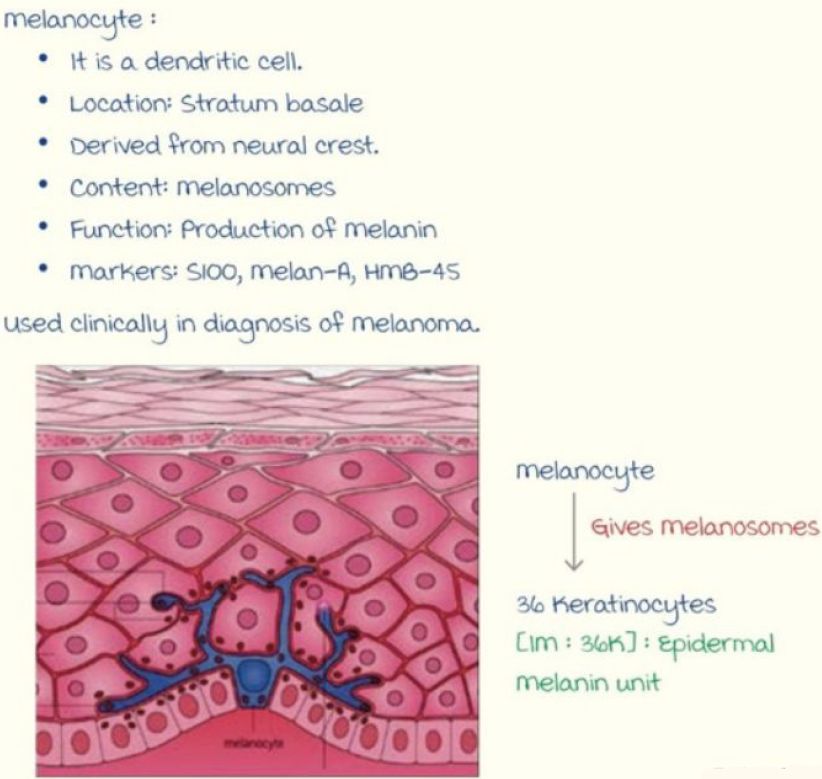 melanocyte :
• It is a dendritic cell.
• Location: Stratum basale
• Derived from neural crest.
• Content: melanosomes
• Function: Production of melanin
• markers: S100, melan-A, HMB-45
used clinically in diagnosis of melanoma.
melanocyte
Gives melanosomes
36 Keratinocytes
[1m : 36K] : Epidermal
melanin unit
melanocyte